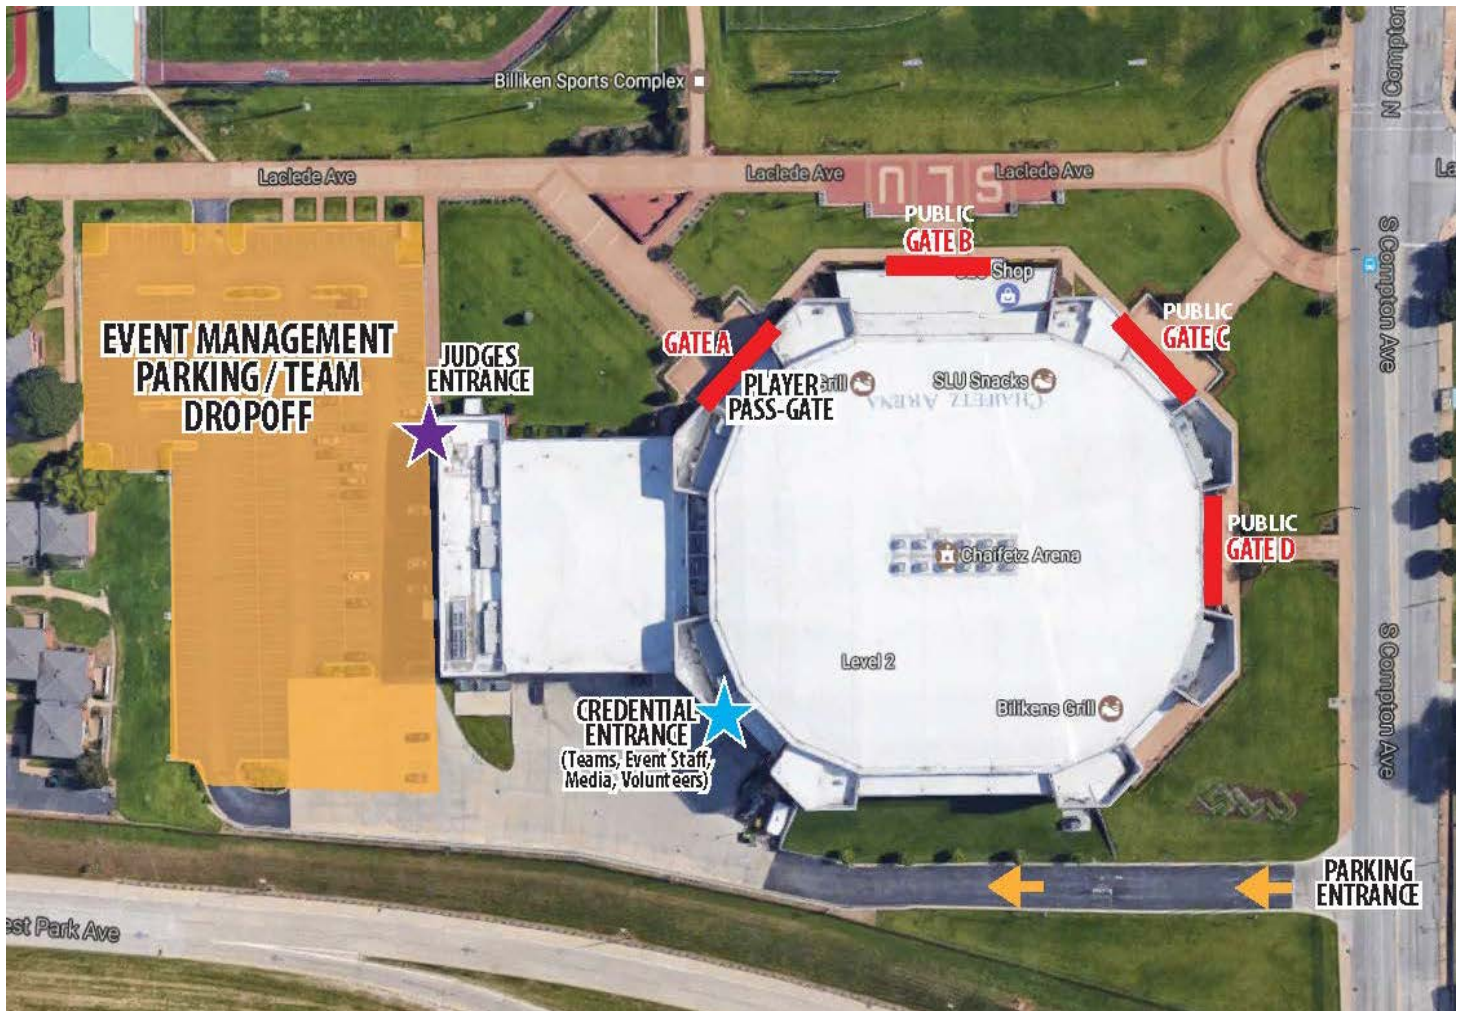 Billiken Sports Complex
N Compton
Laclede Ave
Laclede Ave
SLU
Laclede Ave
PUBLIC
GATE B
Shop
S Compton Ave
PUBLIC
GATE C
GATE A
EVENT MANAGEMENT
PARKING / TEAM
DROPOFF
JUDGES
ENTRANCE
PLAYER
PASS-GATE
Grill
SLU Snacks
CHAIFETZ ARENA
PUBLIC
GATE D
Chaifetz Arena
Level 2
Bilikens Grill
S Compton Ave
CREDENTIAL
ENTRANCE
(Teams, Event Staff,
Media, Volunteers)
PARKING
ENTRANCE
est Park Ave